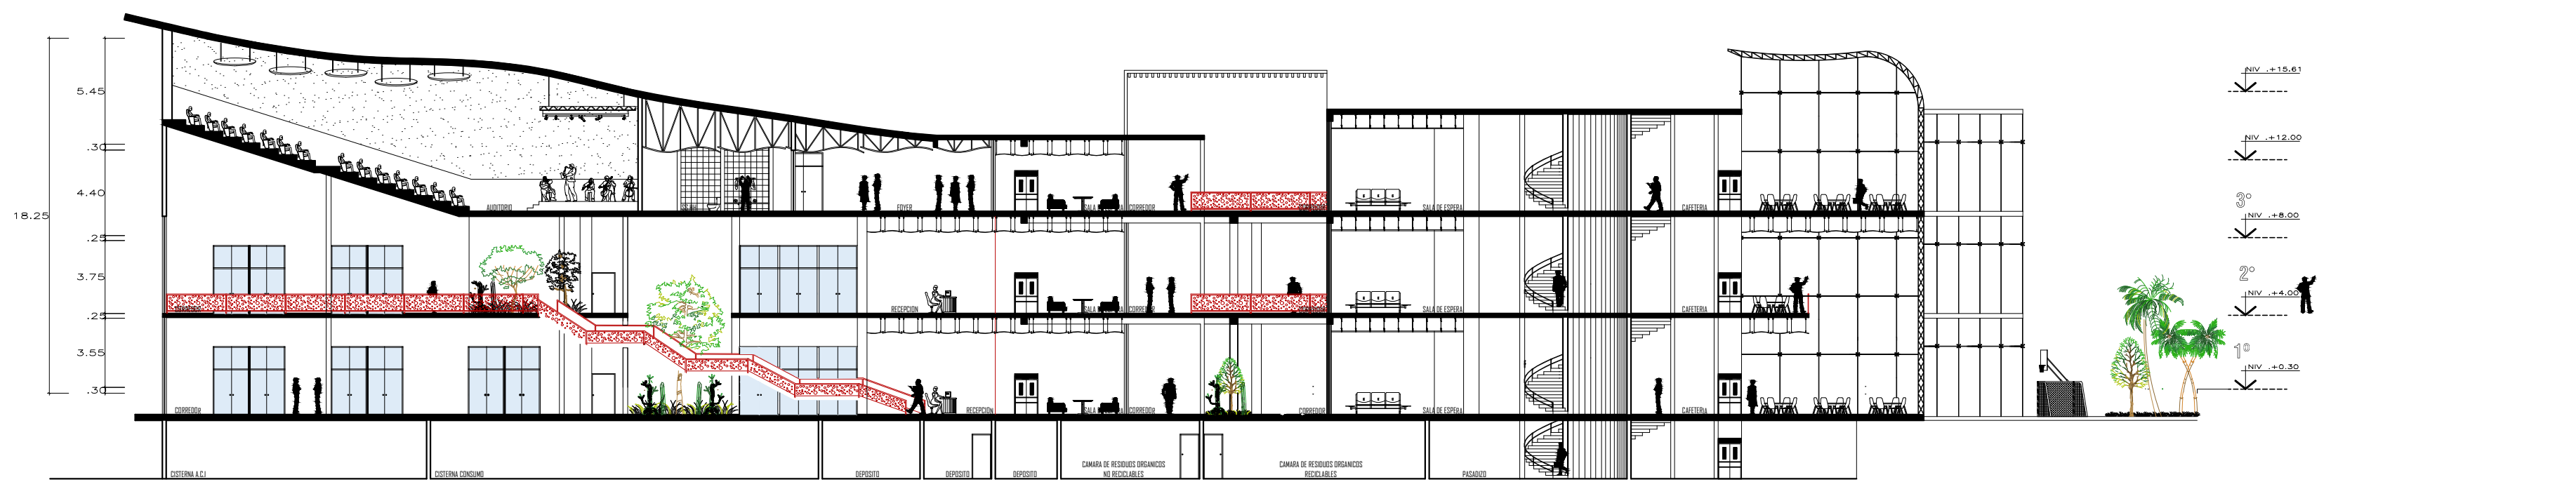 5.45
.30
4.40
18.25
.25
3.75
.25
3.55
.30
AUDITORIO
FOYER
CORREDOR
SALA DE ESPERA
CAFETERIA
RECEPCION
CORREDOR
SALA DE ESPERA
CAFETERIA
CORREDOR
RECEPCION
CORREDOR
CORREDOR
SALA DE ESPERA
CAFETERIA
CISTERNA A.C.I
CISTERNA CONSUMO
DEPOSITO
DEPOSITO
DEPOSITO
CAMARA DE RESIDUOS ORGANICOS
NO RECICLABLES
CAMARA DE RESIDUOS ORGANICOS
RECICLABLES
PASADIZO
NIV .+15.61
NIV .+12.00
3°
NIV .+8.00
2°
NIV .+4.00
1°
NIV .+0.30